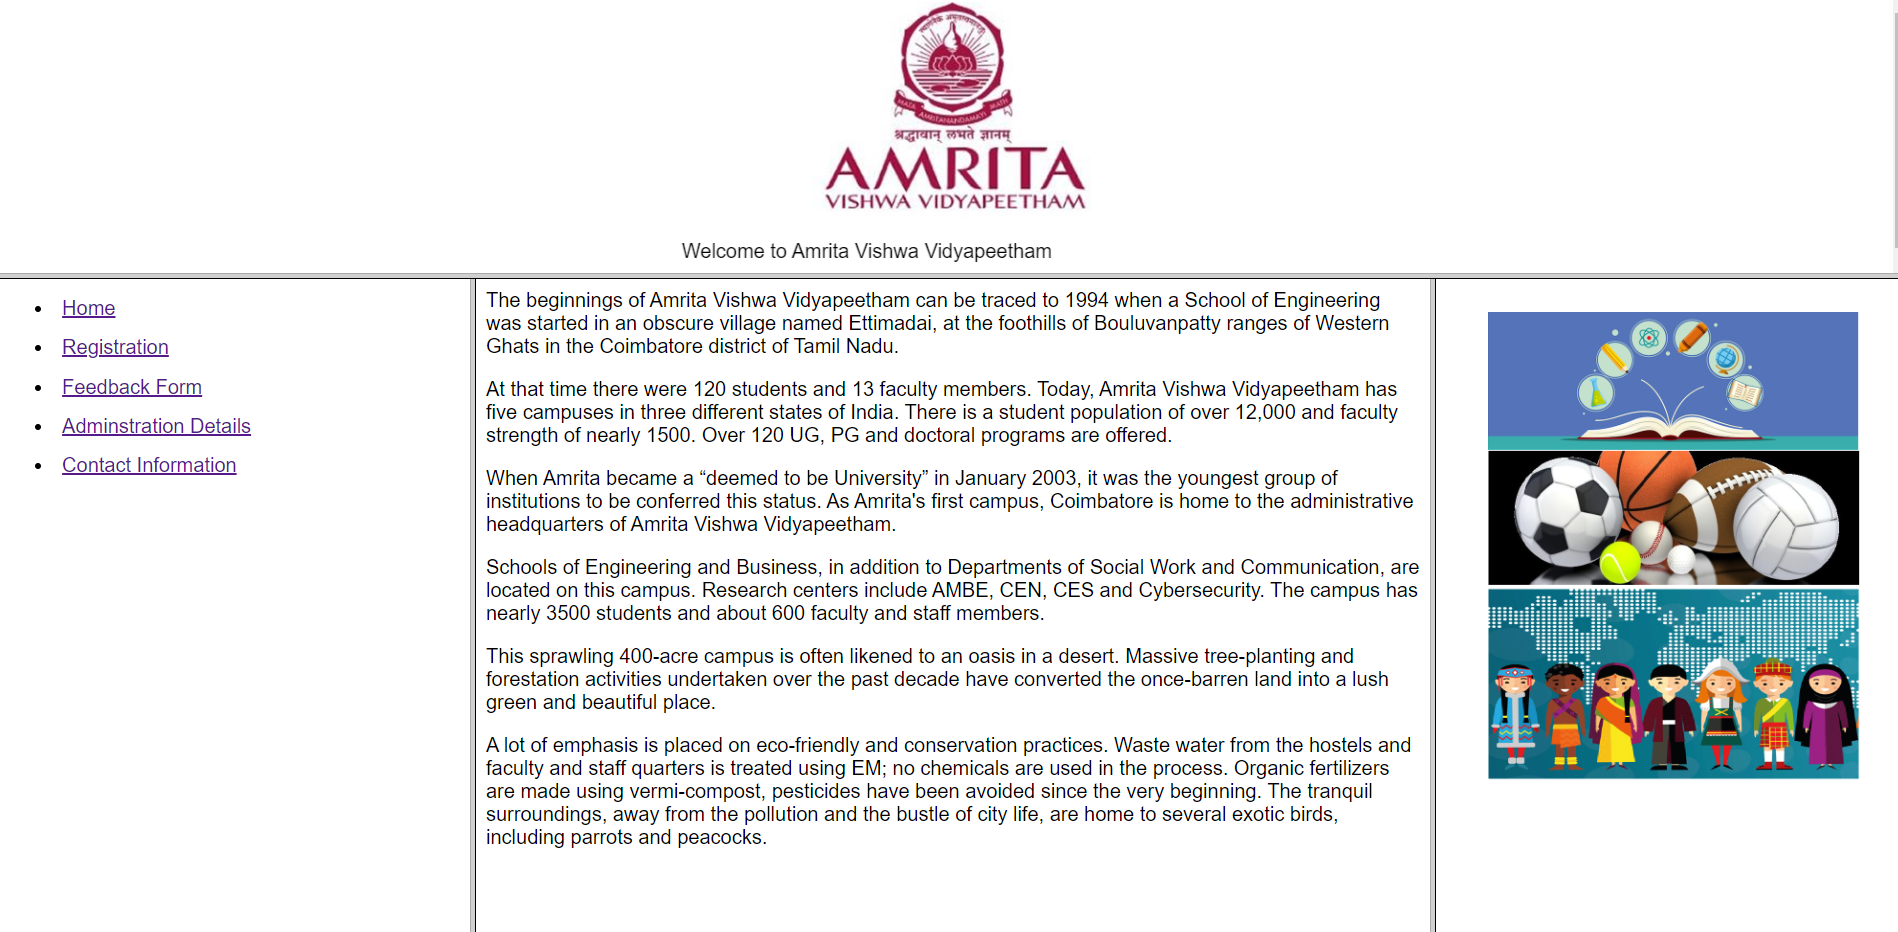 MATA AMRITANANDAMAYI MATH
श्रद्धावान् लभते ज्ञानम्
AMRITA
VISHWA VIDYAPEETHAM
Welcome to Amrita Vishwa Vidyapeetham
Home
Registration
Feedback Form
Adminstration Details
Contact Information
The beginnings of Amrita Vishwa Vidyapeetham can be traced to 1994 when a School of Engineering
was started in an obscure village named Ettimadai, at the foothills of Bouluvanpatty ranges of Western
Ghats in the Coimbatore district of Tamil Nadu.
At that time there were 120 students and 13 faculty members. Today, Amrita Vishwa Vidyapeetham has
five campuses in three different states of India. There is a student population of over 12,000 and faculty
strength of nearly 1500. Over 120 UG, PG and doctoral programs are offered.
When Amrita became a “deemed to be University” in January 2003, it was the youngest group of
institutions to be conferred this status. As Amrita's first campus, Coimbatore is home to the administrative
headquarters of Amrita Vishwa Vidyapeetham.
Schools of Engineering and Business, in addition to Departments of Social Work and Communication, are
located on this campus. Research centers include AMBE, CEN, CES and Cybersecurity. The campus has
nearly 3500 students and about 600 faculty and staff members.
This sprawling 400-acre campus is often likened to an oasis in a desert. Massive tree-planting and
forestation activities undertaken over the past decade have converted the once-barren land into a lush
green and beautiful place.
A lot of emphasis is placed on eco-friendly and conservation practices. Waste water from the hostels and
faculty and staff quarters is treated using EM; no chemicals are used in the process. Organic fertilizers
are made using vermi-compost, pesticides have been avoided since the very beginning. The tranquil
surroundings, away from the pollution and the bustle of city life, are home to several exotic birds,
including parrots and peacocks.